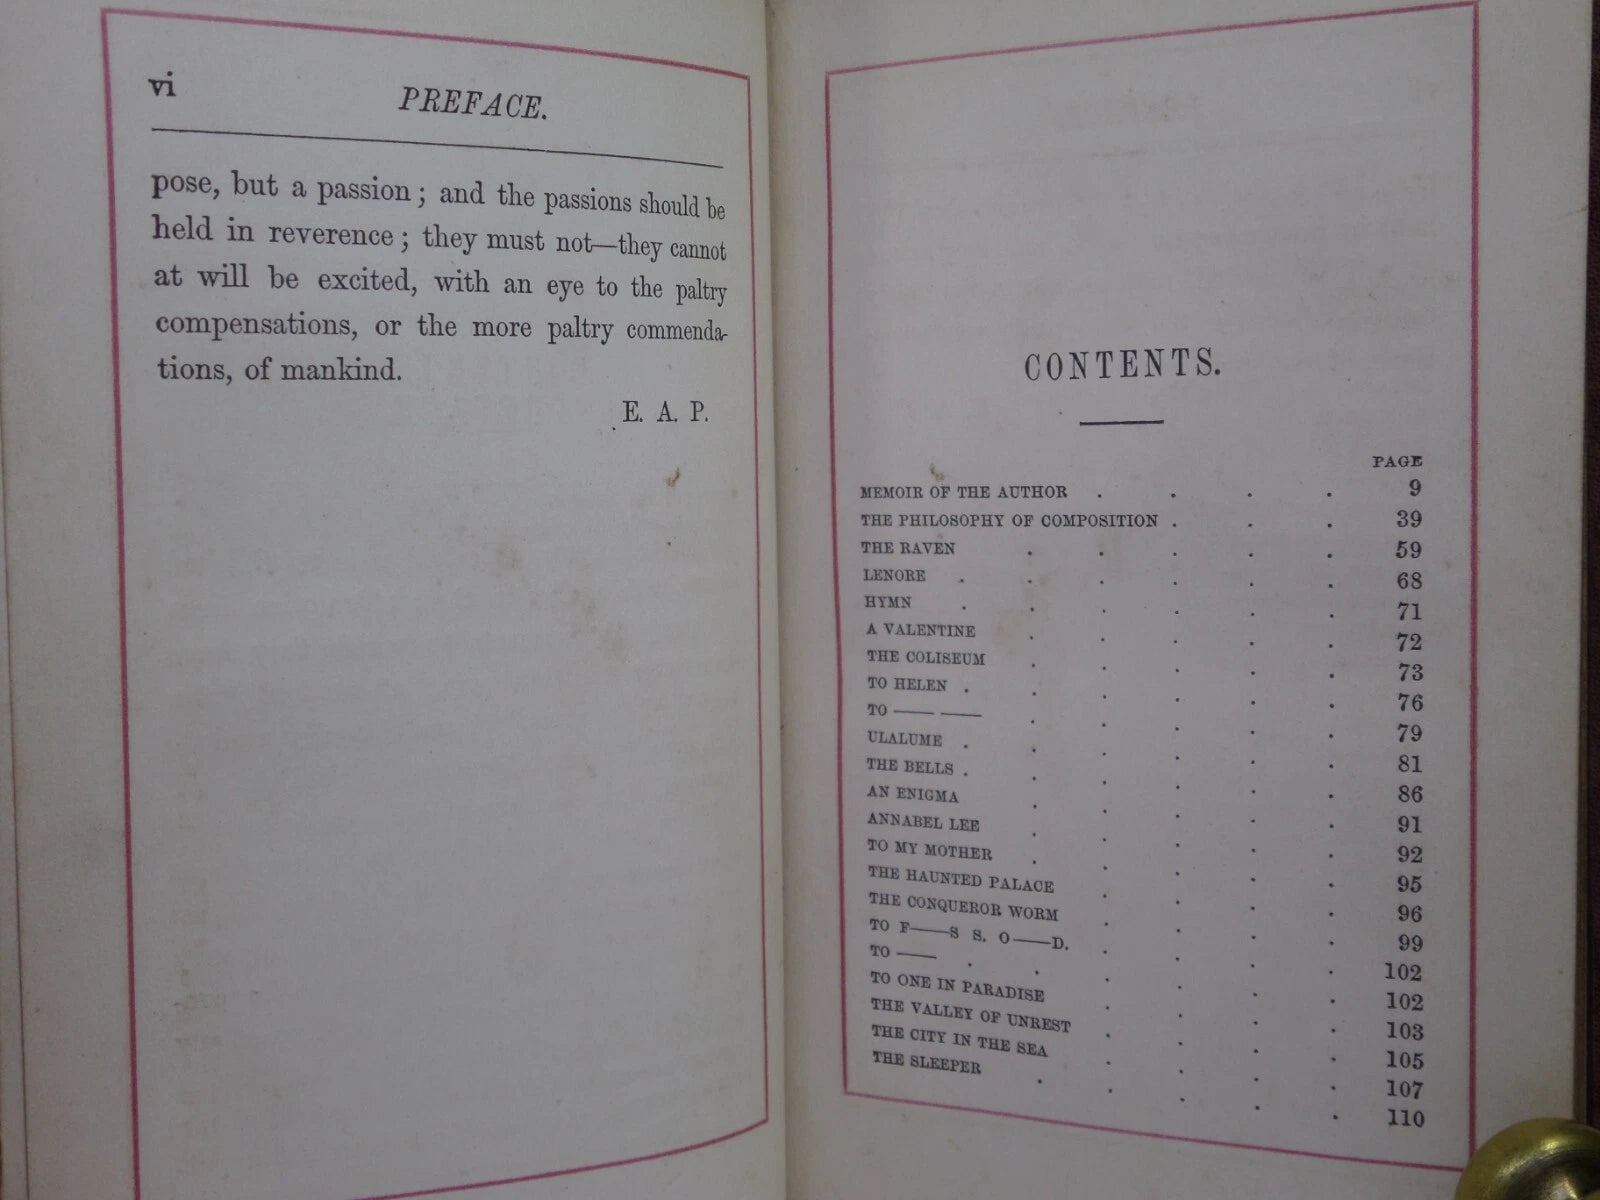 vi
PREFACE.
pose, but a passion; and the passions should be
held in reverence; they must not—they cannot
at will be excited, with an eye to the paltry
compensations, or the more paltry commenda-
tions, of mankind.
E. A. P.
CONTENTS.
PAGE
MEMOIR OF THE AUTHOR . . . . 9
THE PHILOSOPHY OF COMPOSITION . . . 39
THE RAVEN . . . . . 59
LENORE . . . . . . 68
HYMN . . . . . . 71
A VALENTINE . . . . . 72
THE COLISEUM . . . . . 73
TO HELEN . . . . . . 76
TO —— —— . . . . . 79
ULALUME . . . . . . 81
THE BELLS . . . . . . 86
AN ENIGMA . . . . . 91
ANNABEL LEE . . . . . 92
TO MY MOTHER . . . . . 95
THE HAUNTED PALACE . . . . 96
THE CONQUEROR WORM . . . . 99
TO F——S S. O——D. . . . . 102
TO —— . . . . . . 102
TO ONE IN PARADISE . . . . 103
THE VALLEY OF UNREST . . . . 105
THE CITY IN THE SEA . . . . 107
THE SLEEPER . . . . . 110